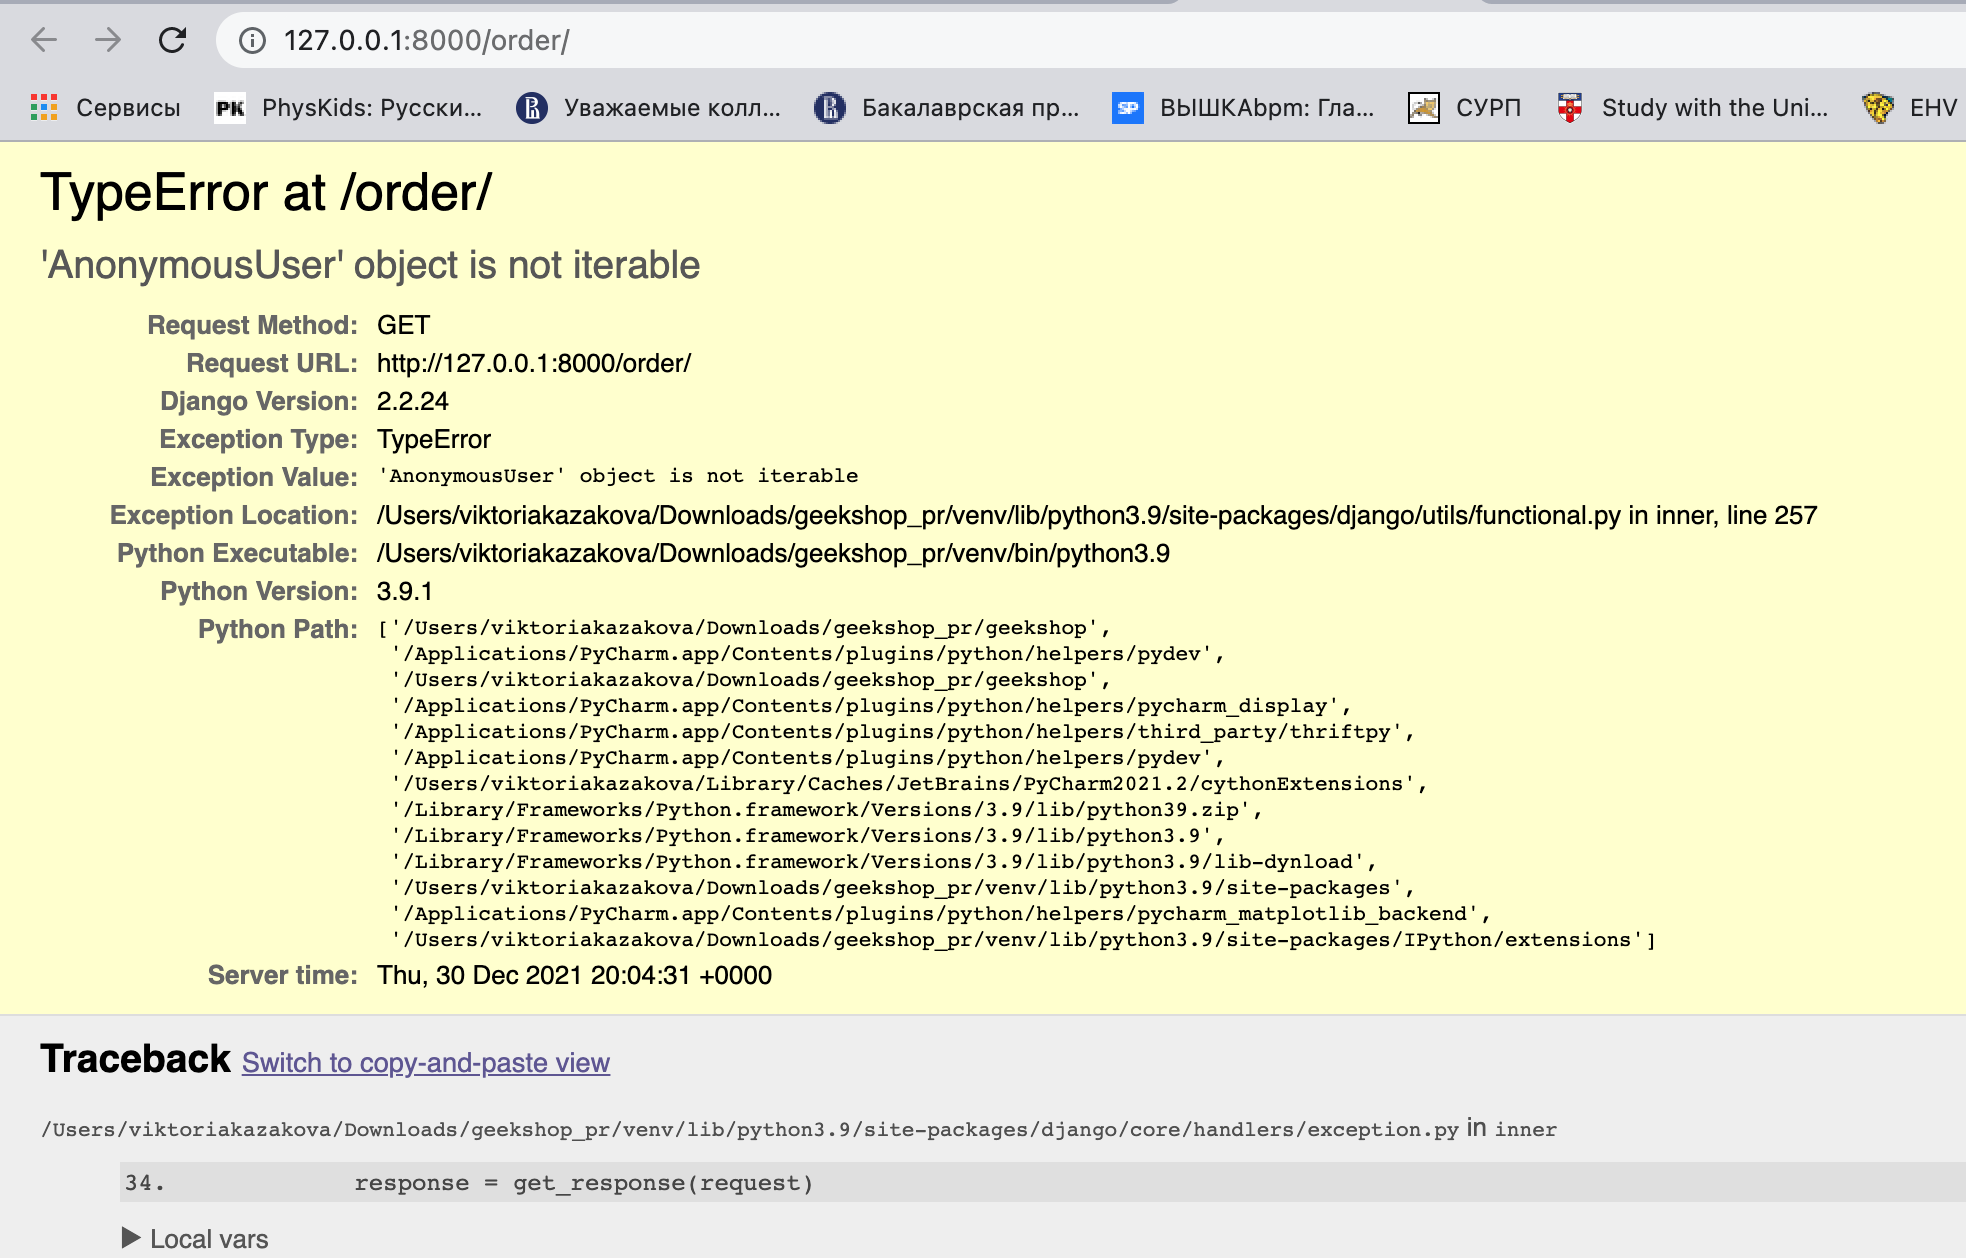 127.0.0.1:8000/order/
Сервисы PK PhysKids: Русски... Уважаемые колл... Бакалаврская пр... SP ВЫШКАbpm: Гла... СУРП Study with the Uni... EHV
TypeError at /order/
'AnonymousUser' object is not iterable
Request Method: GET
Request URL: http://127.0.0.1:8000/order/
Django Version: 2.2.24
Exception Type: TypeError
Exception Value: 'AnonymousUser' object is not iterable
Exception Location: /Users/viktoriakazakova/Downloads/geekshop_pr/venv/lib/python3.9/site-packages/django/utils/functional.py in inner, line 257
Python Executable: /Users/viktoriakazakova/Downloads/geekshop_pr/venv/bin/python3.9
Python Version: 3.9.1
Python Path: ['/Users/viktoriakazakova/Downloads/geekshop_pr/geekshop',
'/Applications/PyCharm.app/Contents/plugins/python/helpers/pydev',
'/Users/viktoriakazakova/Downloads/geekshop_pr/geekshop',
'/Applications/PyCharm.app/Contents/plugins/python/helpers/pycharm_display',
'/Applications/PyCharm.app/Contents/plugins/python/helpers/third_party/thriftpy',
'/Applications/PyCharm.app/Contents/plugins/python/helpers/pydev',
'/Users/viktoriakazakova/Library/Caches/JetBrains/PyCharm2021.2/cythonExtensions',
'/Library/Frameworks/Python.framework/Versions/3.9/lib/python39.zip',
'/Library/Frameworks/Python.framework/Versions/3.9/lib/python3.9',
'/Library/Frameworks/Python.framework/Versions/3.9/lib/python3.9/lib-dynload',
'/Users/viktoriakazakova/Downloads/geekshop_pr/venv/lib/python3.9/site-packages',
'/Applications/PyCharm.app/Contents/plugins/python/helpers/pycharm_matplotlib_backend',
'/Users/viktoriakazakova/Downloads/geekshop_pr/venv/lib/python3.9/site-packages/IPython/extensions']
Server time: Thu, 30 Dec 2021 20:04:31 +0000
Traceback Switch to copy-and-paste view
/Users/viktoriakazakova/Downloads/geekshop_pr/venv/lib/python3.9/site-packages/django/core/handlers/exception.py in inner
34. response = get_response(request)
▶ Local vars